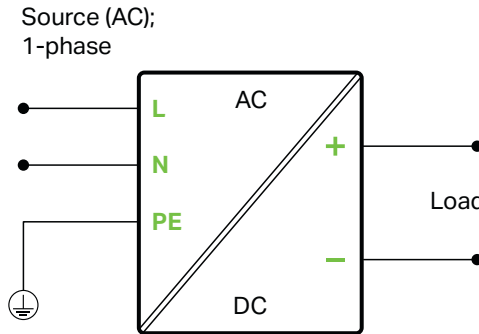 Source (AC);
1-phase
AC
L
N
PE
+
Load
−
DC